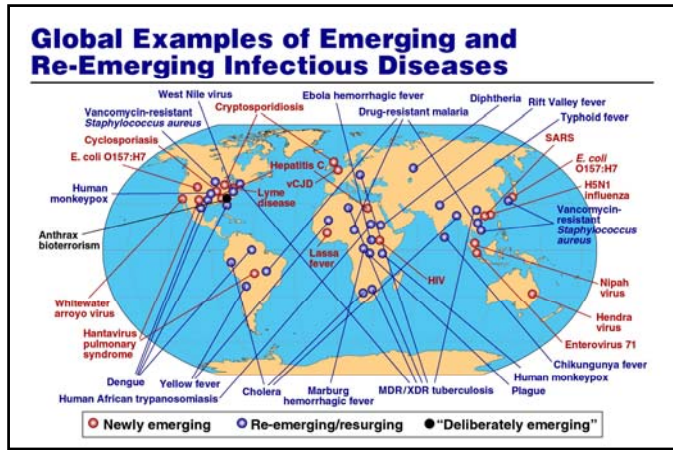 Global Examples of Emerging and
Re-Emerging Infectious Diseases
West Nile virus
Ebola hemorrhagic fever
Diphtheria
Rift Valley fever
Cryptosporidiosis
Drug-resistant malaria
Typhoid fever
Vancomycin-resistant
Staphylococcus aureus
SARS
Cyclosporiasis
E. coli
O157:H7
E. coli O157:H7
Hepatitis C
vCJD
H5N1
influenza
Human
monkeypox
Lyme
disease
Vancomycin-
resistant
Staphylococcus
aureus
Anthrax
bioterrorism
Lassa
fever
HIV
Nipah
virus
Whitewater
arroyo virus
Hendra
virus
Hantavirus
pulmonary
syndrome
Enterovirus 71
Chikungunya fever
Dengue
Yellow fever
Human monkeypox
Human African trypanosomiasis
Cholera
Marburg
hemorrhagic fever
MDR/XDR tuberculosis
Plague
Newly emerging
Re-emerging/resurging
"Deliberately emerging"